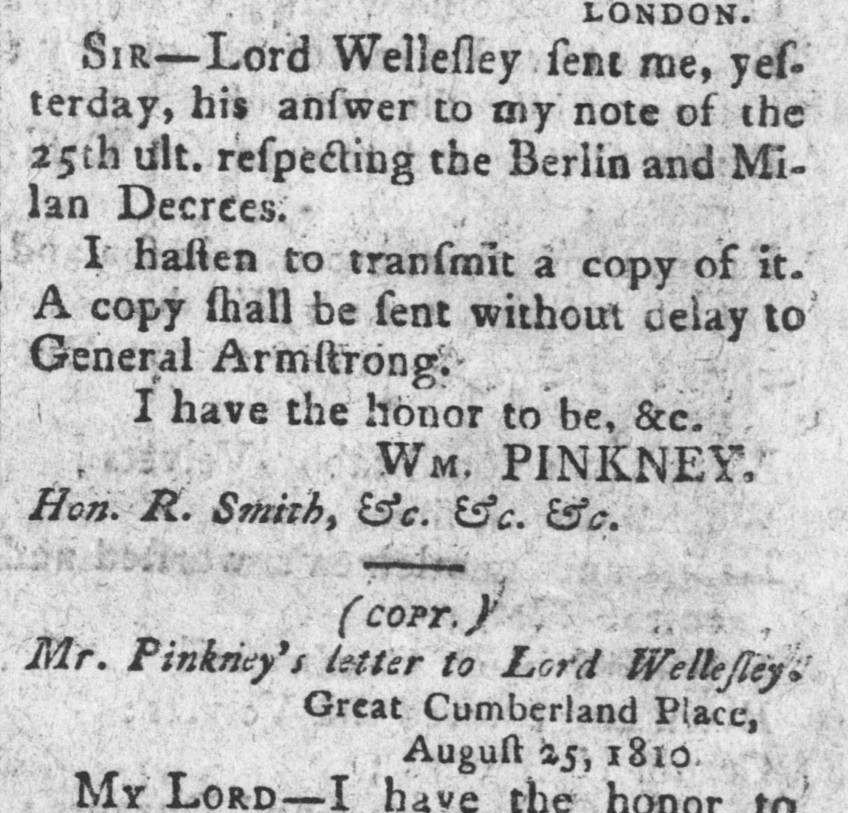 LONDON.
SIR—Lord Welleſley ſent me, yeſ-
terday, his anſwer to my note of the
25th ult. reſpecting the Berlin and Mi-
lan Decrees.
I haſten to tranſmit a copy of it.
A copy ſhall be ſent without delay to
General Armſtrong.
I have the honor to be, &c.
WM. PINKNEY.
Hon. R. Smith, &c. &c. &c.
(COPY.)
Mr. Pinkney's letter to Lord Welleſley.
Great Cumberland Place,
Auguſt 25, 1810.
MY LORD—I have the honor to